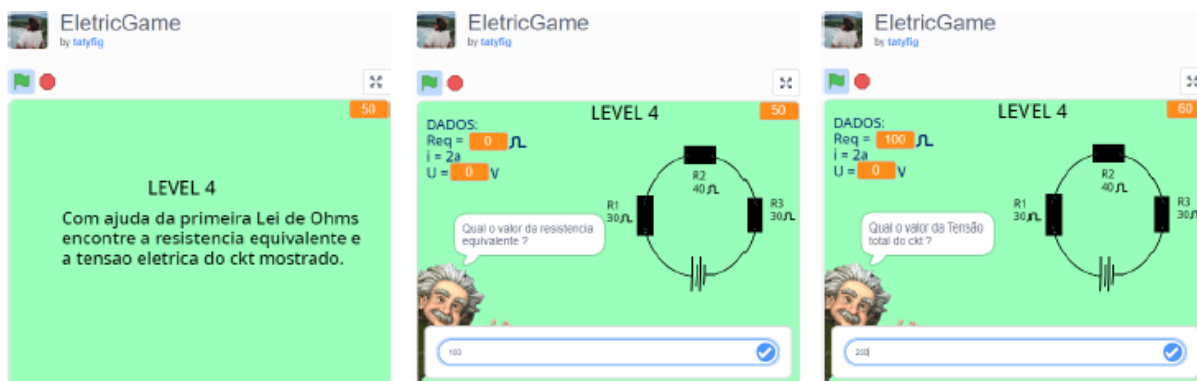 EletricGame
by tatyfig
50
LEVEL 4
Com ajuda da primeira Lei de Ohms
encontre a resistencia equivalente e
a tensao eletrica do ckt mostrado.
EletricGame
by tatyfig
LEVEL 4
50
DADOS:
Req = 0
i = 2a
U = 0 V
R2
40
R1
30
R3
30
Qual o valor da resistencia
equivalente ?
100
EletricGame
by tatyfig
LEVEL 4
60
DADOS:
Req = 100
i = 2a
U = 0 V
R2
40
R1
30
R3
30
Qual o valor da Tensão
total do ckt ?
200